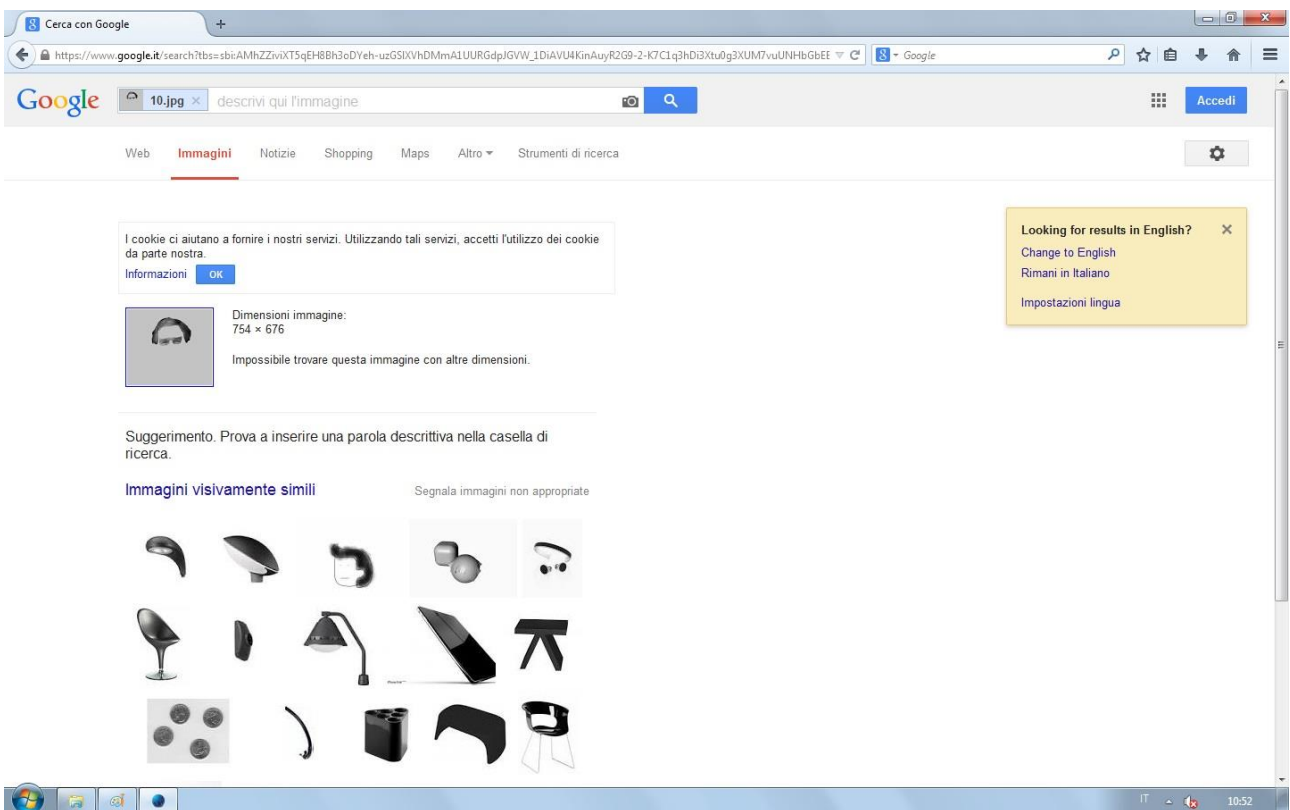 Cerca con Google
https://www.google.it/search?tbs=sbi:AMhZZiviXT5qEH8Bh3oDYeh-uzGSIXVhDMmA1UURGdpJGVW_1DiAVU4KinAuyR2G9-2-K7C1q3hDi3Xtu0g3XUM7vuUNHbGbEE
Google
Google
10.jpg
descrivi qui l'immagine
Accedi
Web Immagini Notizie Shopping Maps Altro Strumenti di ricerca
I cookie ci aiutano a fornire i nostri servizi. Utilizzando tali servizi, accetti l'utilizzo dei cookie
da parte nostra.
Informazioni OK
Looking for results in English?
Change to English
Rimani in Italiano
Impostazioni lingua
Dimensioni immagine:
754 × 676
Impossibile trovare questa immagine con altre dimensioni.
Suggerimento. Prova a inserire una parola descrittiva nella casella di
ricerca.
Immagini visivamente simili
Segnala immagini non appropriate
IT
10:52